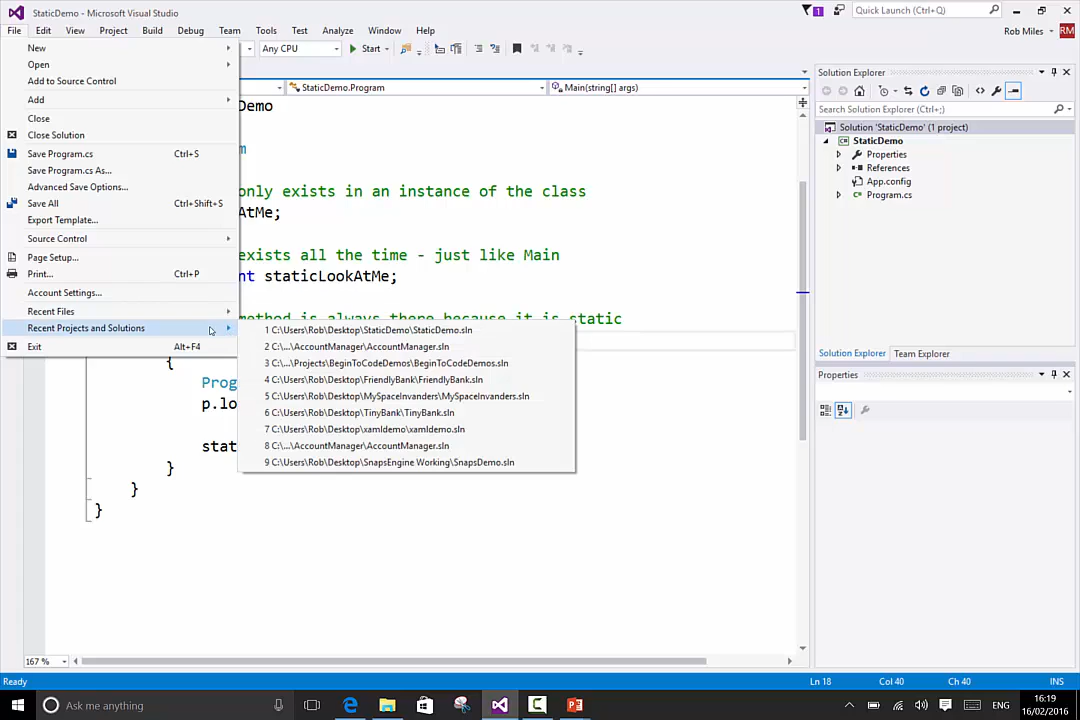 StaticDemo - Microsoft Visual Studio
1
Quick Launch (Ctrl+Q)
File Edit View Project Build Debug Team Tools Test Analyze Window Help
Rob Miles
RM
New
Open
Add to Source Control
Add
Close
Close Solution
Save Program.cs Ctrl+S
Save Program.cs As...
Advanced Save Options...
Save All Ctrl+Shift+S
Export Template...
Source Control
Page Setup...
Print... Ctrl+P
Account Settings...
Recent Files
Recent Projects and Solutions
Exit Alt+F4
1 C:\Users\Rob\Desktop\StaticDemo\StaticDemo.sln
2 C:\...\AccountManager\AccountManager.sln
3 C:\...\Projects\BeginToCodeDemos\BeginToCodeDemos.sln
4 C:\Users\Rob\Desktop\FriendlyBank\FriendlyBank.sln
5 C:\Users\Rob\Desktop\MySpaceInvanders\MySpaceInvanders.sln
6 C:\Users\Rob\Desktop\TinyBank\TinyBank.sln
7 C:\Users\Rob\Desktop\xamldemo\xamldemo.sln
8 C:\...\AccountManager\AccountManager.sln
9 C:\Users\Rob\Desktop\SnapsEngine Working\SnapsDemo.sln
Any CPU
Start
StaticDemo.Program
Main(string[] args)
Demo
m
only exists in an instance of the class
AtMe;
exists all the time - just like Main
nt staticLookAtMe;
method is always there because it is static
{
Prog
p.lo
stat
}
}
}
167 %
Solution Explorer
Search Solution Explorer (Ctrl+;)
Solution 'StaticDemo' (1 project)
StaticDemo
Properties
References
App.config
Program.cs
Solution Explorer Team Explorer
Properties
Ready
Ln 18 Col 40 Ch 40 INS
Ask me anything
ENG
16:19
16/02/2016